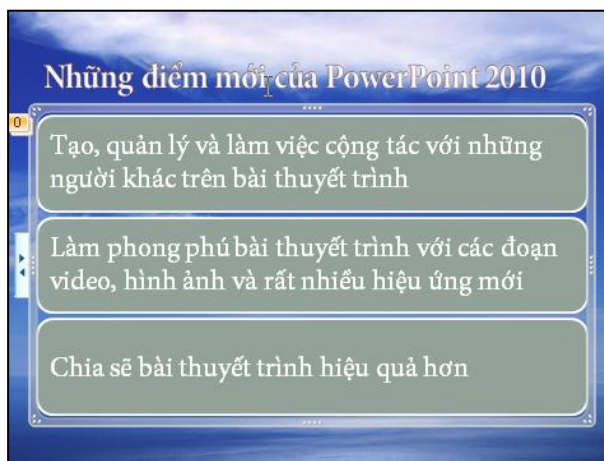 Những điểm mới của PowerPoint 2010
0
Tạo, quản lý và làm việc cộng tác với những
người khác trên bài thuyết trình
Làm phong phú bài thuyết trình với các đoạn
video, hình ảnh và rất nhiều hiệu ứng mới
Chia sẽ bài thuyết trình hiệu quả hơn